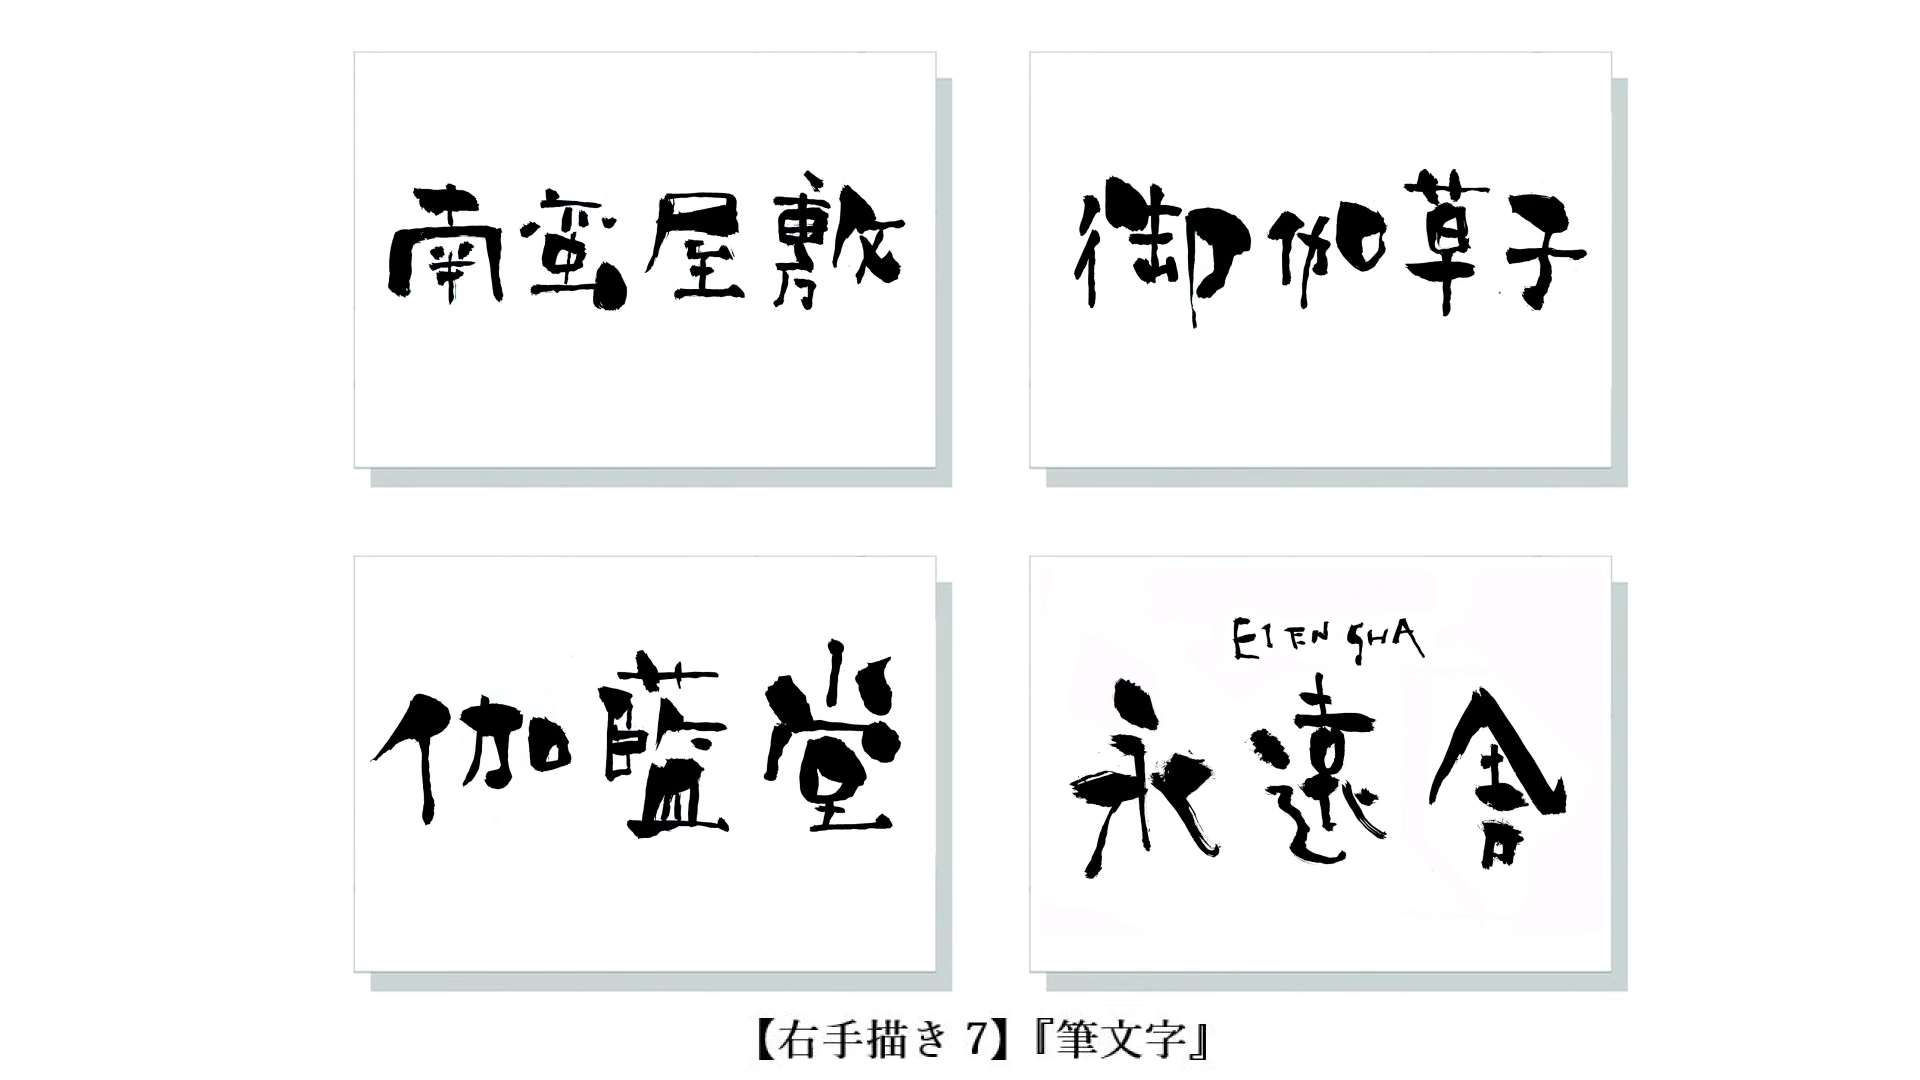 南蛮屋敷
御伽草子
伽藍堂
EIEN GHA
永遠舎
【右手描き 7】『筆文字』